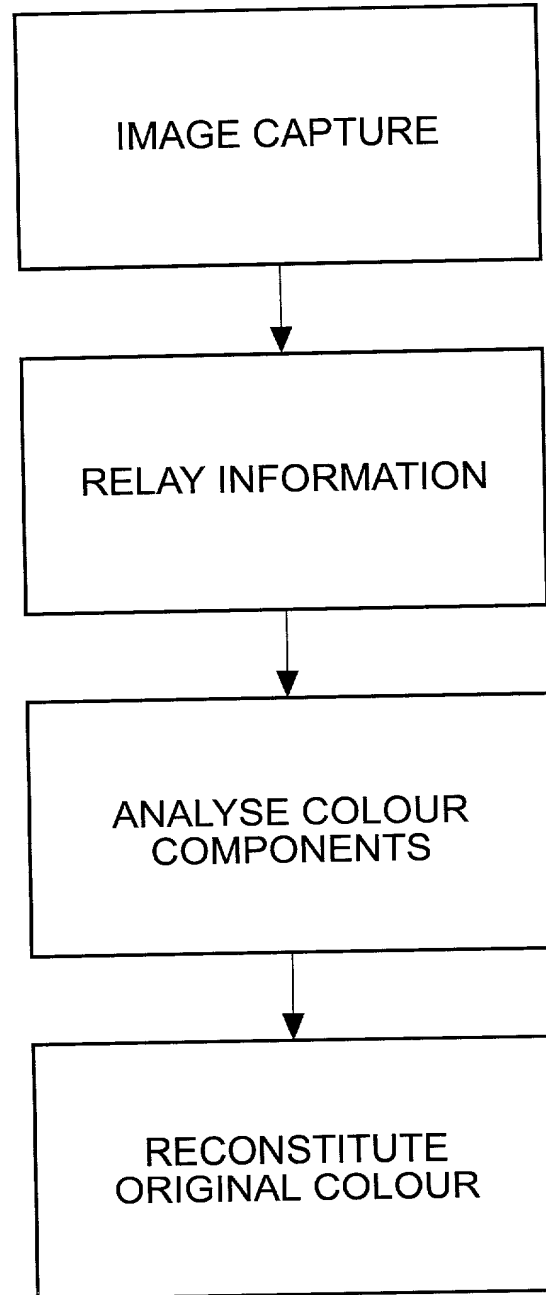 IMAGE CAPTURE
RELAY INFORMATION
ANALYSE COLOUR
COMPONENTS
RECONSTITUTE
ORIGINAL COLOUR